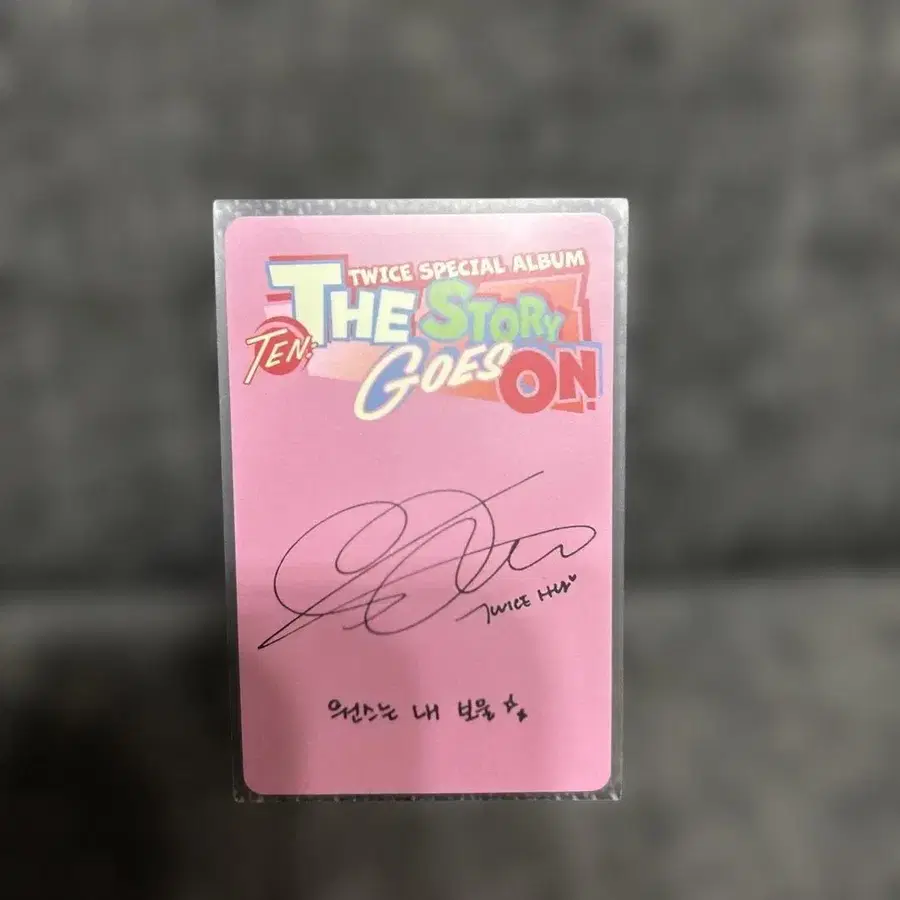 TWICE SPECIAL ALBUM
TEN:
THE STORY
GOES ON
TWICE
원스는 내 보물